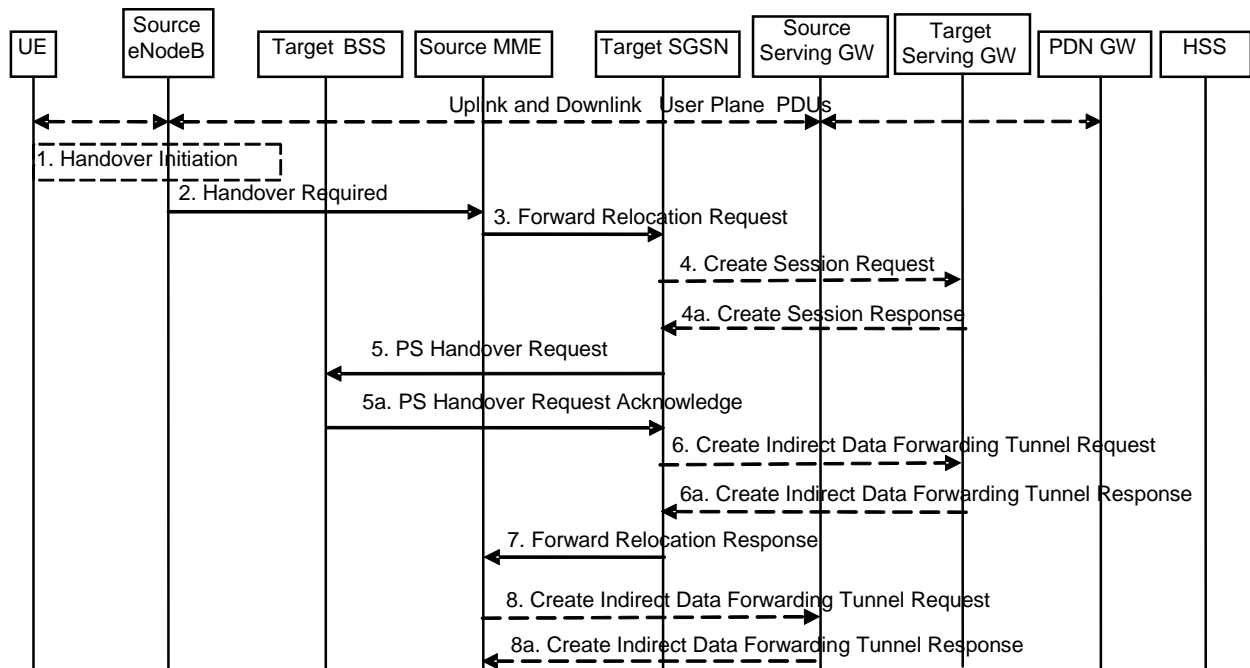 UE
Source
eNodeB
Target BSS
Source MME
Target SGSN
Source
Serving GW
Target
Serving GW
PDN GW
HSS
Uplink and Downlink User Plane PDUs
1. Handover Initiation
2. Handover Required
3. Forward Relocation Request
4. Create Session Request
4a. Create Session Response
5. PS Handover Request
5a. PS Handover Request Acknowledge
6. Create Indirect Data Forwarding Tunnel Request
6a. Create Indirect Data Forwarding Tunnel Response
7. Forward Relocation Response
8. Create Indirect Data Forwarding Tunnel Request
8a. Create Indirect Data Forwarding Tunnel Response